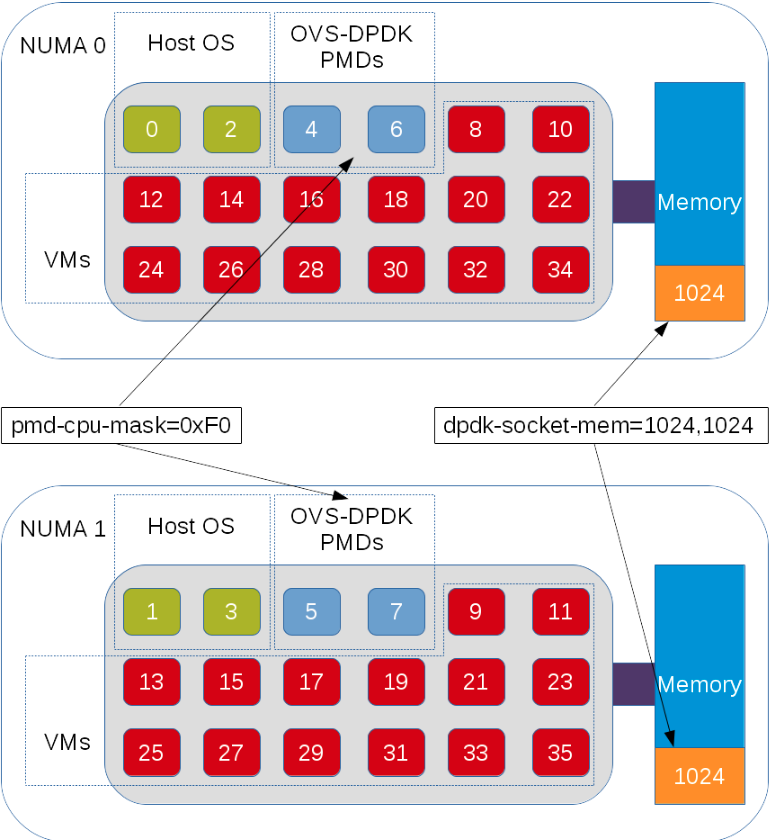 NUMA 0
Host OS
OVS-DPDK
PMDs
0 2 4 6 8 10
12 14 16 18 20 22
VMs
24 26 28 30 32 34
Memory
1024
pmd-cpu-mask=0xF0
dpdk-socket-mem=1024,1024
NUMA 1
Host OS
OVS-DPDK
PMDs
1 3 5 7 9 11
13 15 17 19 21 23
VMs
25 27 29 31 33 35
Memory
1024